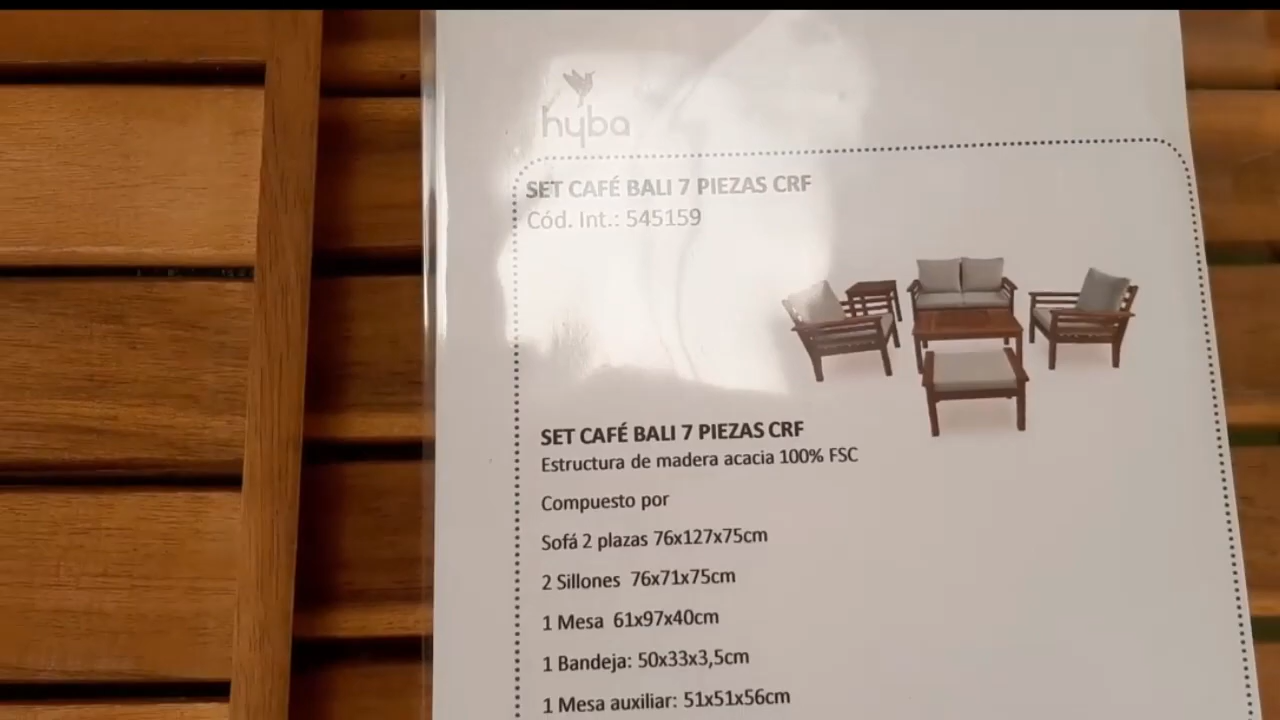 hyba
SET CAFÉ BALI 7 PIEZAS CRF
Cód. Int.: 545159
SET CAFÉ BALI 7 PIEZAS CRF
Estructura de madera acacia 100% FSC
Compuesto por
Sofá 2 plazas 76x127x75cm
2 Sillones 76x71x75cm
1 Mesa 61x97x40cm
1 Bandeja: 50x33x3,5cm
1 Mesa auxiliar: 51x51x56cm